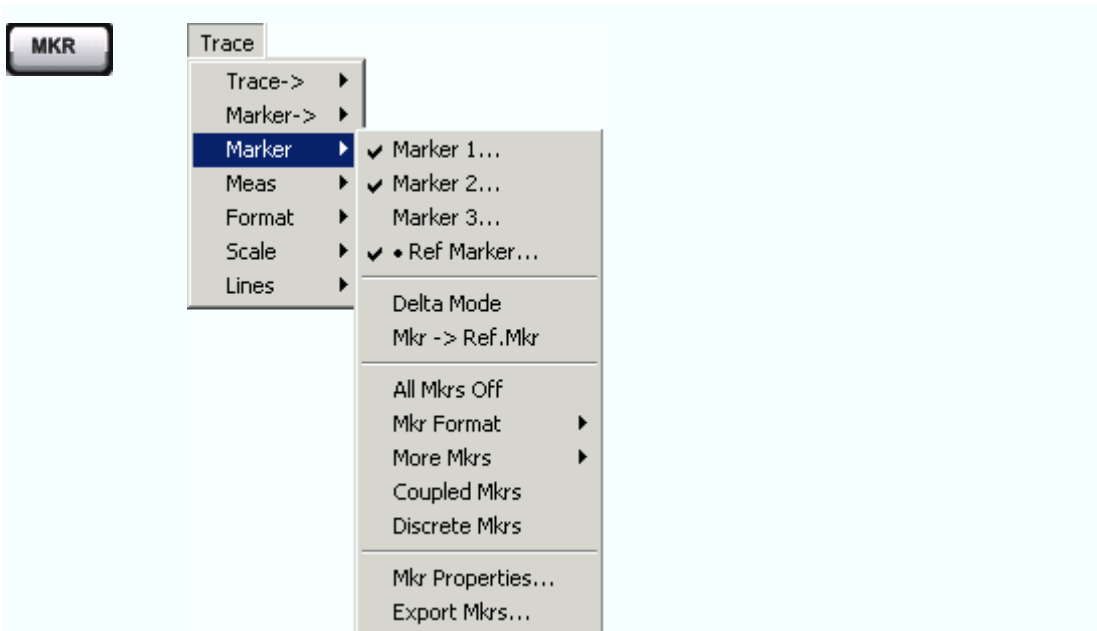 MKR
Trace
Trace->
Marker->
Marker
Meas
Format
Scale
Lines
Marker 1...
Marker 2...
Marker 3...
• Ref Marker...
Delta Mode
Mkr -> Ref.Mkr
All Mkrs Off
Mkr Format
More Mkrs
Coupled Mkrs
Discrete Mkrs
Mkr Properties...
Export Mkrs...